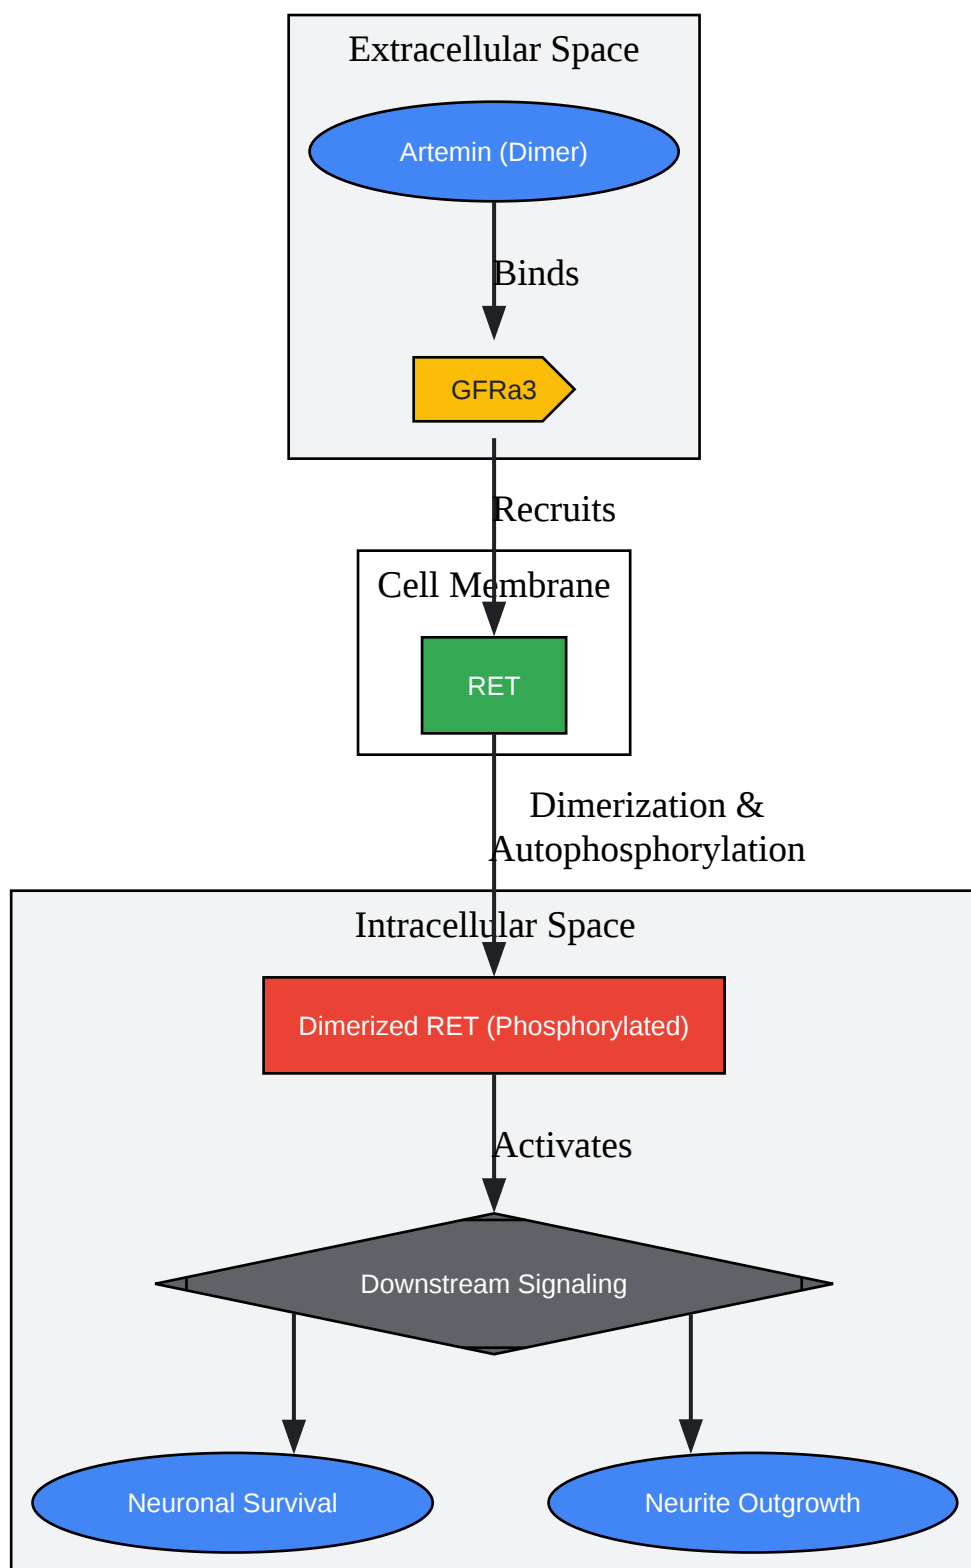 Extracellular Space
Artemin (Dimer)
Binds
GFRa3
Recruits
Cell Membrane
RET
Dimerization &
Autophosphorylation
Intracellular Space
Dimerized RET (Phosphorylated)
Activates
Downstream Signaling
Neuronal Survival
Neurite Outgrowth